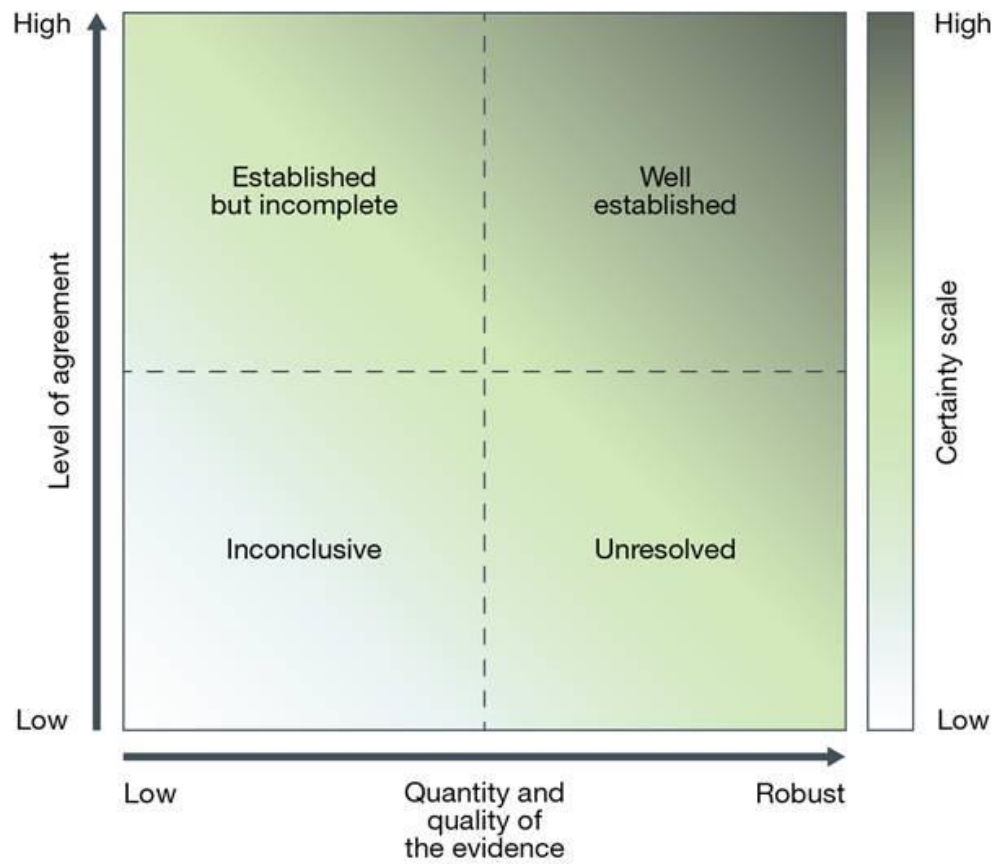 High
High
Established
but incomplete
Well
established
Level of agreement
Certainty scale
Inconclusive
Unresolved
Low
Low
Low
Quantity and
quality of
the evidence
Robust